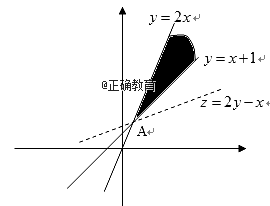 y = 2x
y = x+1
@正确教育
z = 2y-x
A